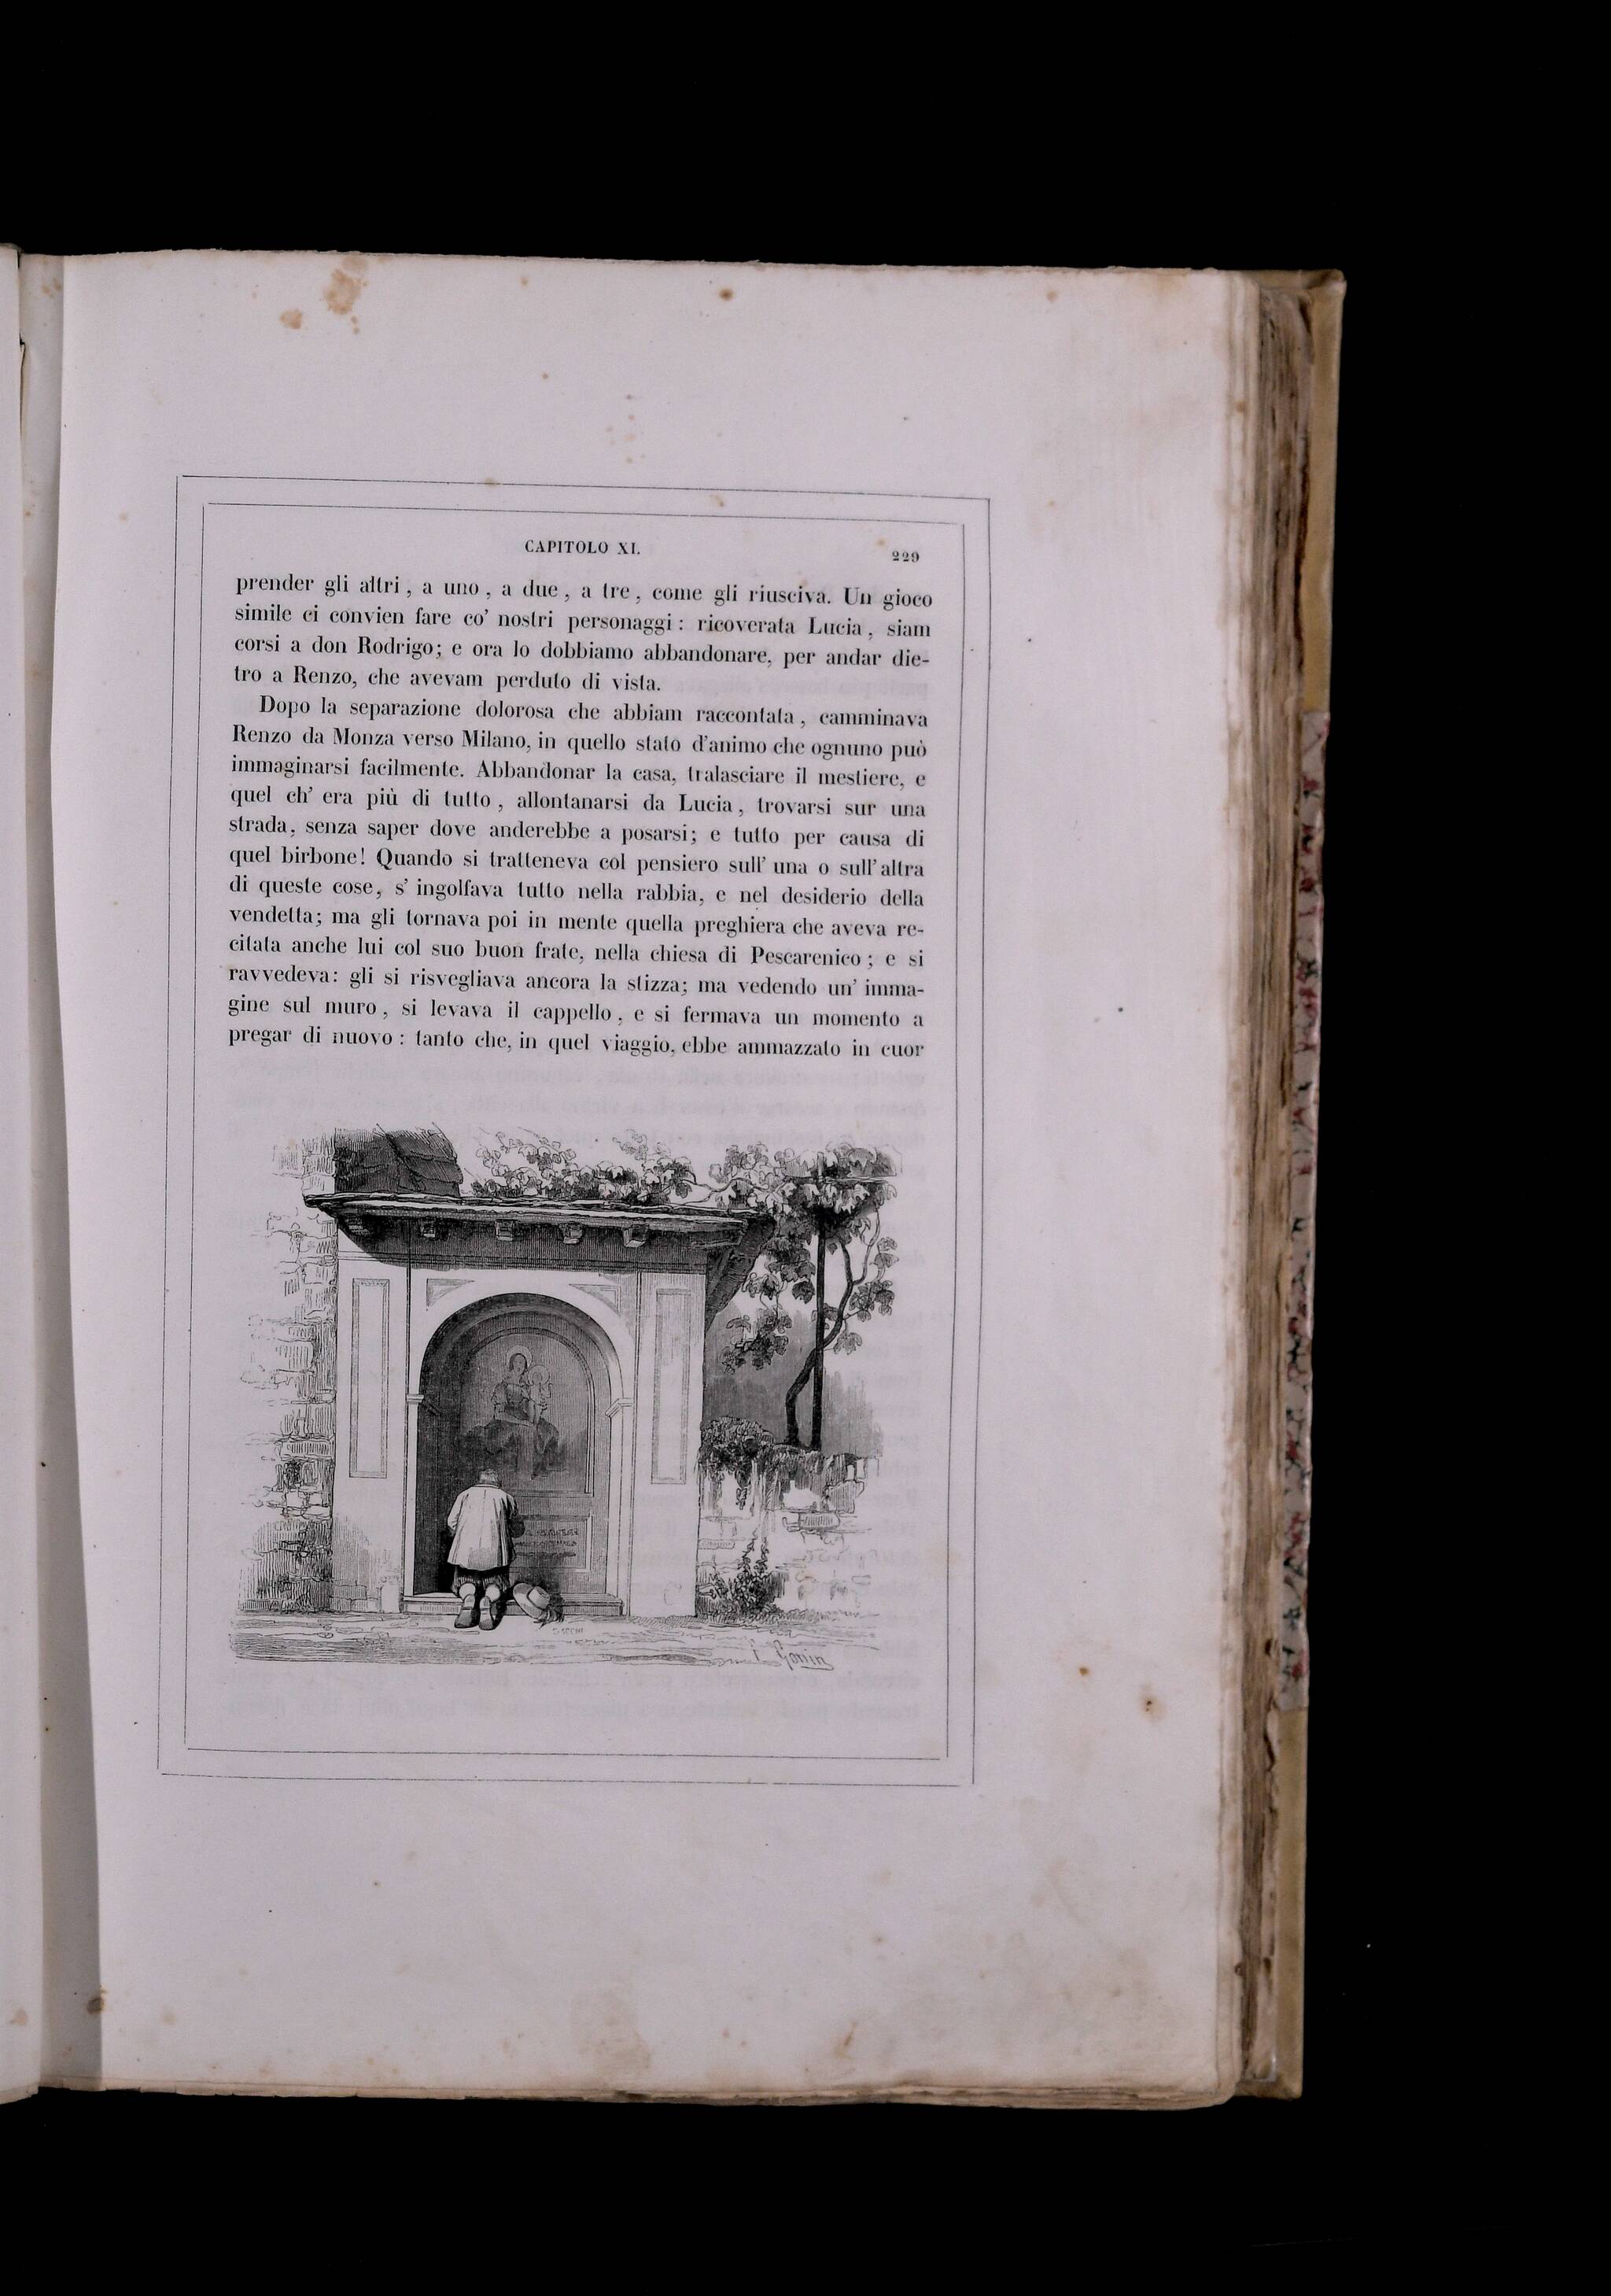 CAPITOLO XI.
229
prender gli altri, a uno, a due, a tre, come gli riusciva. Un gioco
simile ci convien fare co' nostri personaggi: ricoverata Lucia, siam
corsi a don Rodrigo; e ora lo dobbiamo abbandonare, per andar die-
tro a Renzo, che avevam perduto di vista.
Dopo la separazione dolorosa che abbiam raccontata, camminava
Renzo da Monza verso Milano, in quello stato d'animo che ognuno può
immaginarsi facilmente. Abbandonar la casa, tralasciare il mestiere, e
quel ch' era più di tutto, allontanarsi da Lucia, trovarsi sur una
strada, senza saper dove anderebbe a posarsi; e tutto per causa di
quel birbone! Quando si tratteneva col pensiero sull' una o sull' altra
di queste cose, s' ingolfava tutto nella rabbia, e nel desiderio della
vendetta; ma gli tornava poi in mente quella preghiera che aveva re-
citata anche lui col suo buon frate, nella chiesa di Pescarenico; e si
ravvedeva: gli si risvegliava ancora la stizza; ma vedendo un' imma-
gine sul muro, si levava il cappello, e si fermava un momento a
pregar di nuovo: tanto che, in quel viaggio, ebbe ammazzato in cuor
Gonin